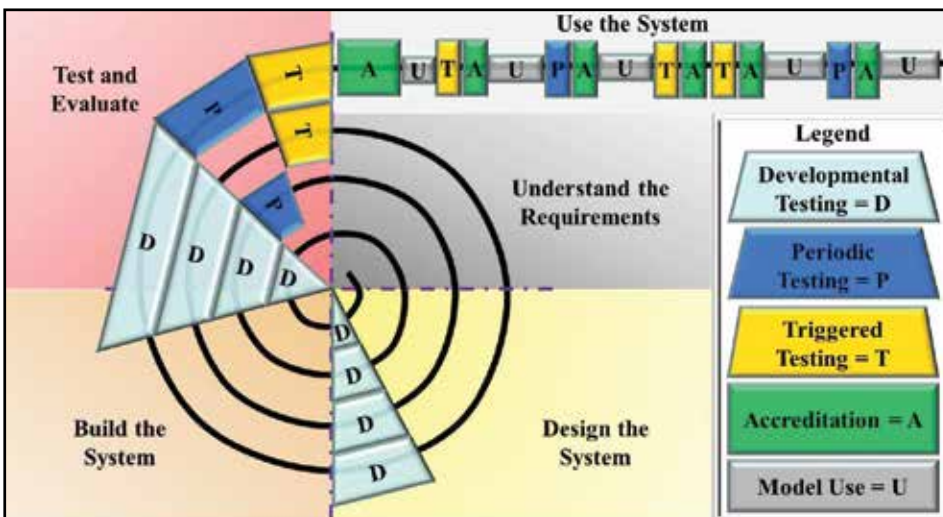 Use the System
A U T A U P A U T A T A U P A U
Test and
Evaluate
T
P
T
P
D D D D
Understand the
Requirements
D
D
D
D
Build the
System
Design the
System
Legend
Developmental
Testing = D
Periodic
Testing = P
Triggered
Testing = T
Accreditation = A
Model Use = U